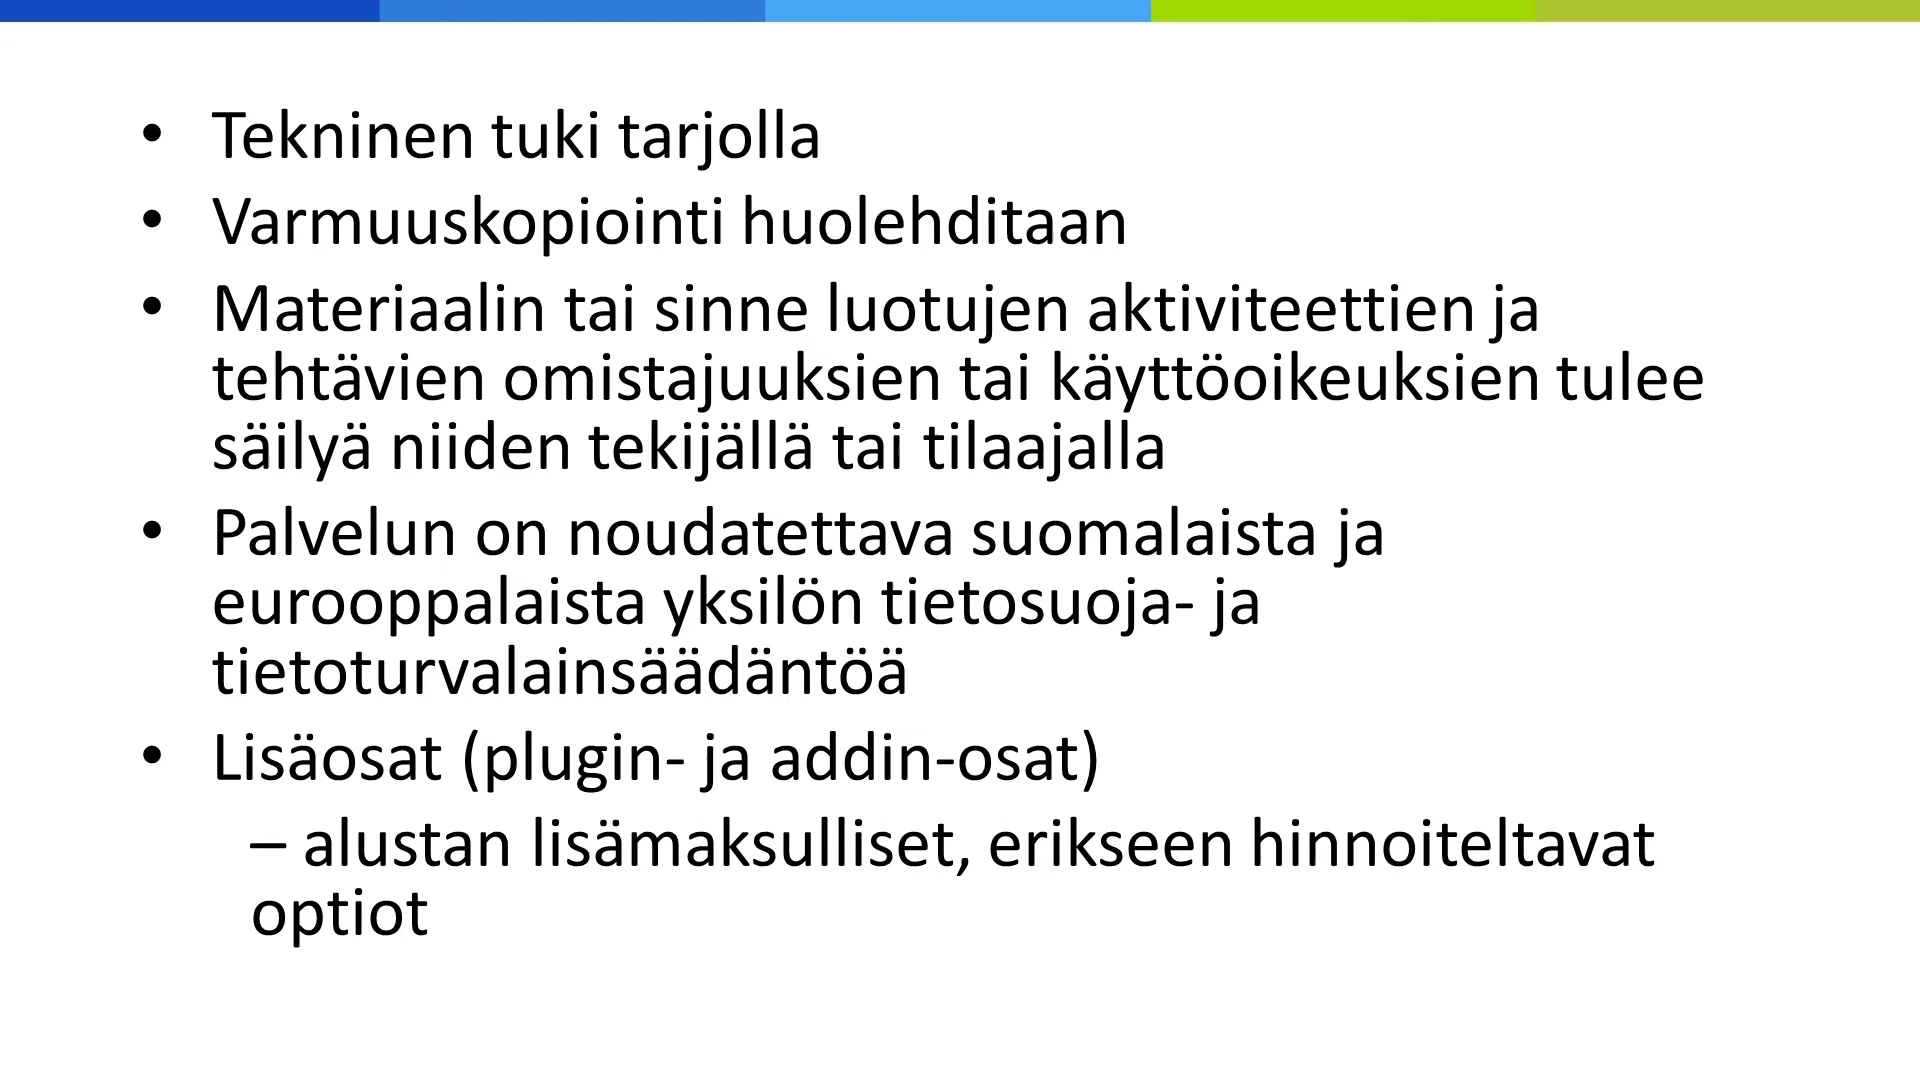 • Tekninen tuki tarjolla
• Varmuuskopiointi huolehditaan
• Materiaalin tai sinne luotujen aktiviteettien ja
tehtävien omistajuuksien tai käyttöoikeuksien tulee
säilyä niiden tekijällä tai tilaajalla
• Palvelun on noudatettava suomalaista ja
eurooppalaista yksilön tietosuoja- ja
tietoturvalainsäädäntöä
• Lisäosat (plugin- ja addin-osat)
– alustan lisämaksulliset, erikseen hinnoiteltavat
optiot